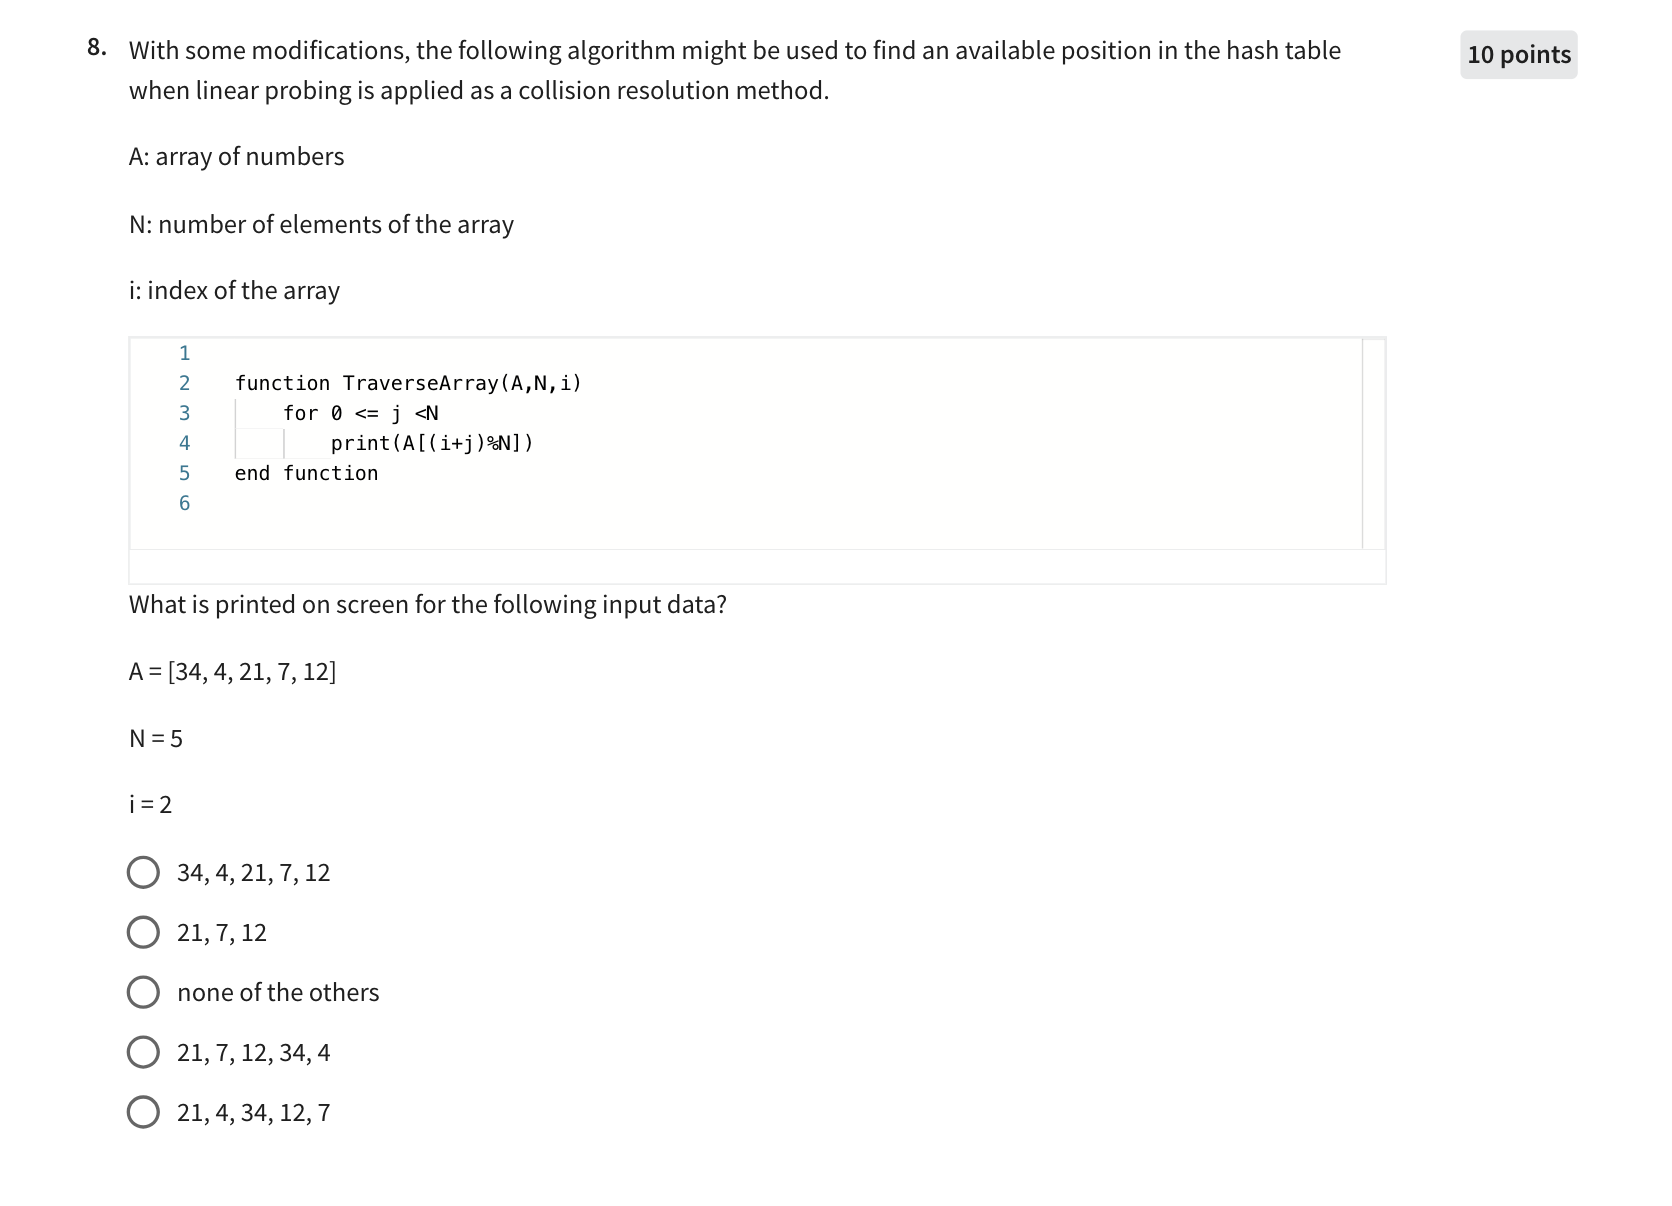 8. With some modifications, the following algorithm might be used to find an available position in the hash table
10 points
when linear probing is applied as a collision resolution method.
A: array of numbers
N: number of elements of the array
i: index of the array
1
2 function TraverseArray(A,N,i)
3 for 0 <= j <N
4 print(A[(i+j)%N])
5 end function
6
What is printed on screen for the following input data?
A = [34, 4, 21, 7, 12]
N = 5
i = 2
34, 4, 21, 7, 12
21, 7, 12
none of the others
21, 7, 12, 34, 4
21, 4, 34, 12, 7